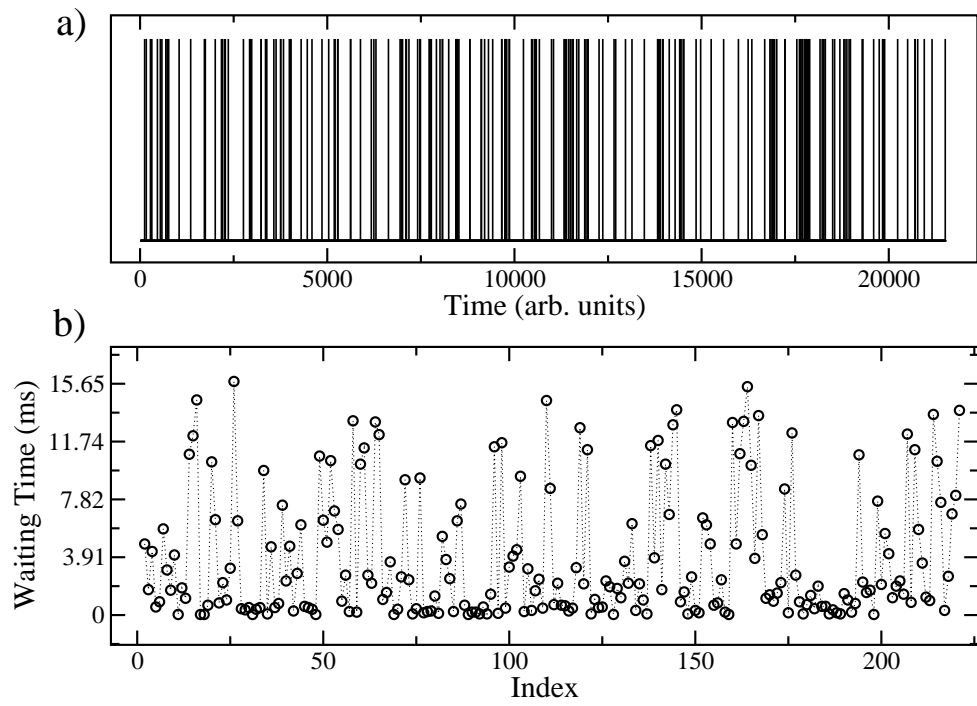 a)
0 5000 10000 15000 20000
Time (arb. units)
b)
Waiting Time (ms)
15.65
11.74
7.82
3.91
0
0 50 100 150 200
Index